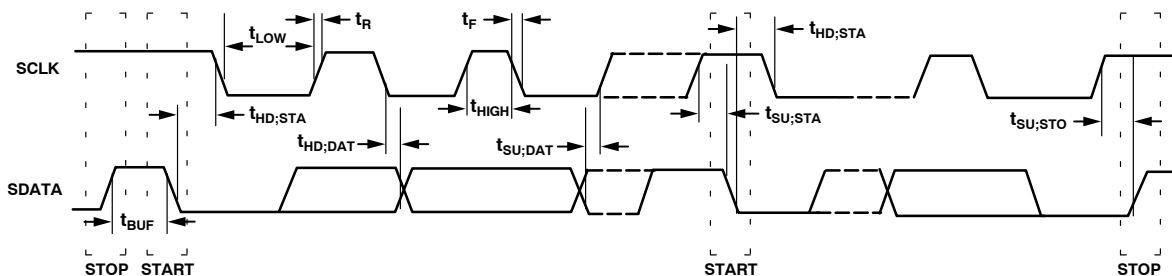 tR
tF
tLOW
tHD;STA
SCLK
tHD;STA
tHIGH
tSU;STA
tSU;STO
tHD;DAT
tSU;DAT
SDATA
tBUF
STOP START START STOP